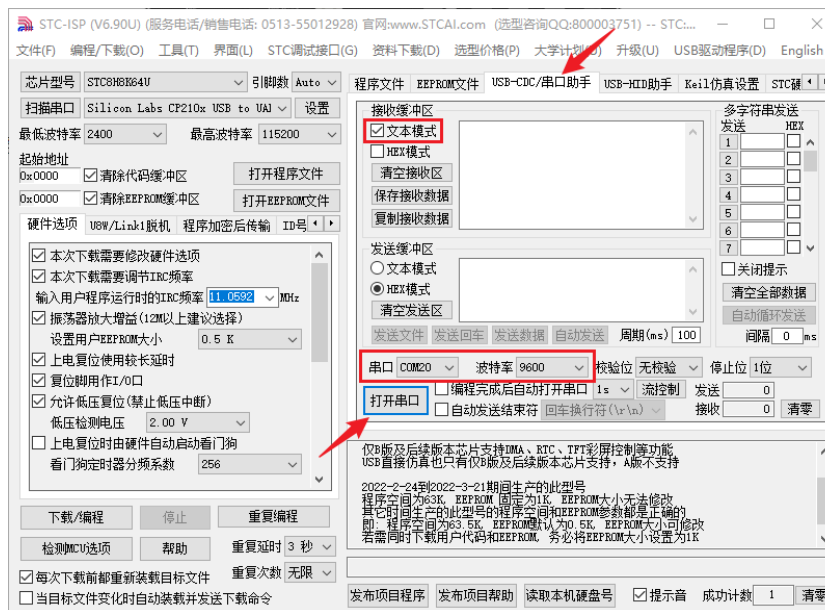 STC-ISP (V6.90U) (服务电话/销售电话: 0513-55012928) 官网:www.STCAI.com (选型咨询QQ:800003751) -- STC:...
文件(F) 编程/下载(O) 工具(T) 界面(L) STC调试接口(G) 资料下载(D) 选型价格(P) 大学计划(U) 升级(U) USB驱动程序(D) English
芯片型号 STC8H8K64U 引脚数 Auto
扫描串口 Silicon Labs CP210x USB to UAJ 设置
最低波特率 2400 最高波特率 115200
起始地址
0x0000 清除代码缓冲区 打开程序文件
0x0000 清除EEPROM缓冲区 打开EEPROM文件
硬件选项 U8W/Link1脱机 程序加密后传输 ID号
本次下载需要修改硬件选项
本次下载需要调节IRC频率
输入用户程序运行时的IRC频率 11.0592 MHz
振荡器放大增益(12M以上建议选择)
设置用户EEPROM大小 0.5 K
上电复位使用较长延时
复位脚用作I/O口
允许低压复位(禁止低压中断)
低压检测电压 2.00 V
上电复位时由硬件自动启动看门狗
看门狗定时器分频系数 256
下载/编程 停止 重复编程
检测MCU选项 帮助 重复延时 3 秒
每次下载前都重新装载目标文件 重复次数 无限
当目标文件变化时自动装载并发送下载命令
程序文件 EEPROM文件 USB-CDC/串口助手 USB-HID助手 Keil仿真设置 STC硬
接收缓冲区
文本模式
HEX模式
清空接收区
保存接收数据
复制接收数据
多字符串发送
发送 HEX
1
2
3
4
5
6
7
关闭提示
清空全部数据
自动循环发送
间隔 0 ms
发送缓冲区
文本模式
HEX模式
清空发送区
发送文件 发送回车 发送数据 自动发送 周期(ms) 100
串口 COM20 波特率 9600 校验位 无校验 停止位 1位
打开串口 编程完成后自动打开串口 1s 流控制 发送 0
自动发送结束符 回车换行符(\r\n) 接收 0 清零
仅B版及后续版本芯片支持DMA、RTC、TFT彩屏控制等功能
USB直接仿真也只有仅B版及后续版本芯片支持，A版不支持
2022-2-24到2022-3-21期间生产的此型号
程序空间为63K, EEPROM 固定为1K, EEPROM大小无法修改
其它时间生产的此型号的程序空间和EEPROM参数都是正确的
即: 程序空间为63.5K, EEPROM默认为0.5K, EEPROM大小可修改
若需同时下载用户代码和EEPROM, 务必将EEPROM大小设置为1K
发布项目程序 发布项目帮助 读取本机硬盘号 提示音 成功计数 1 清零